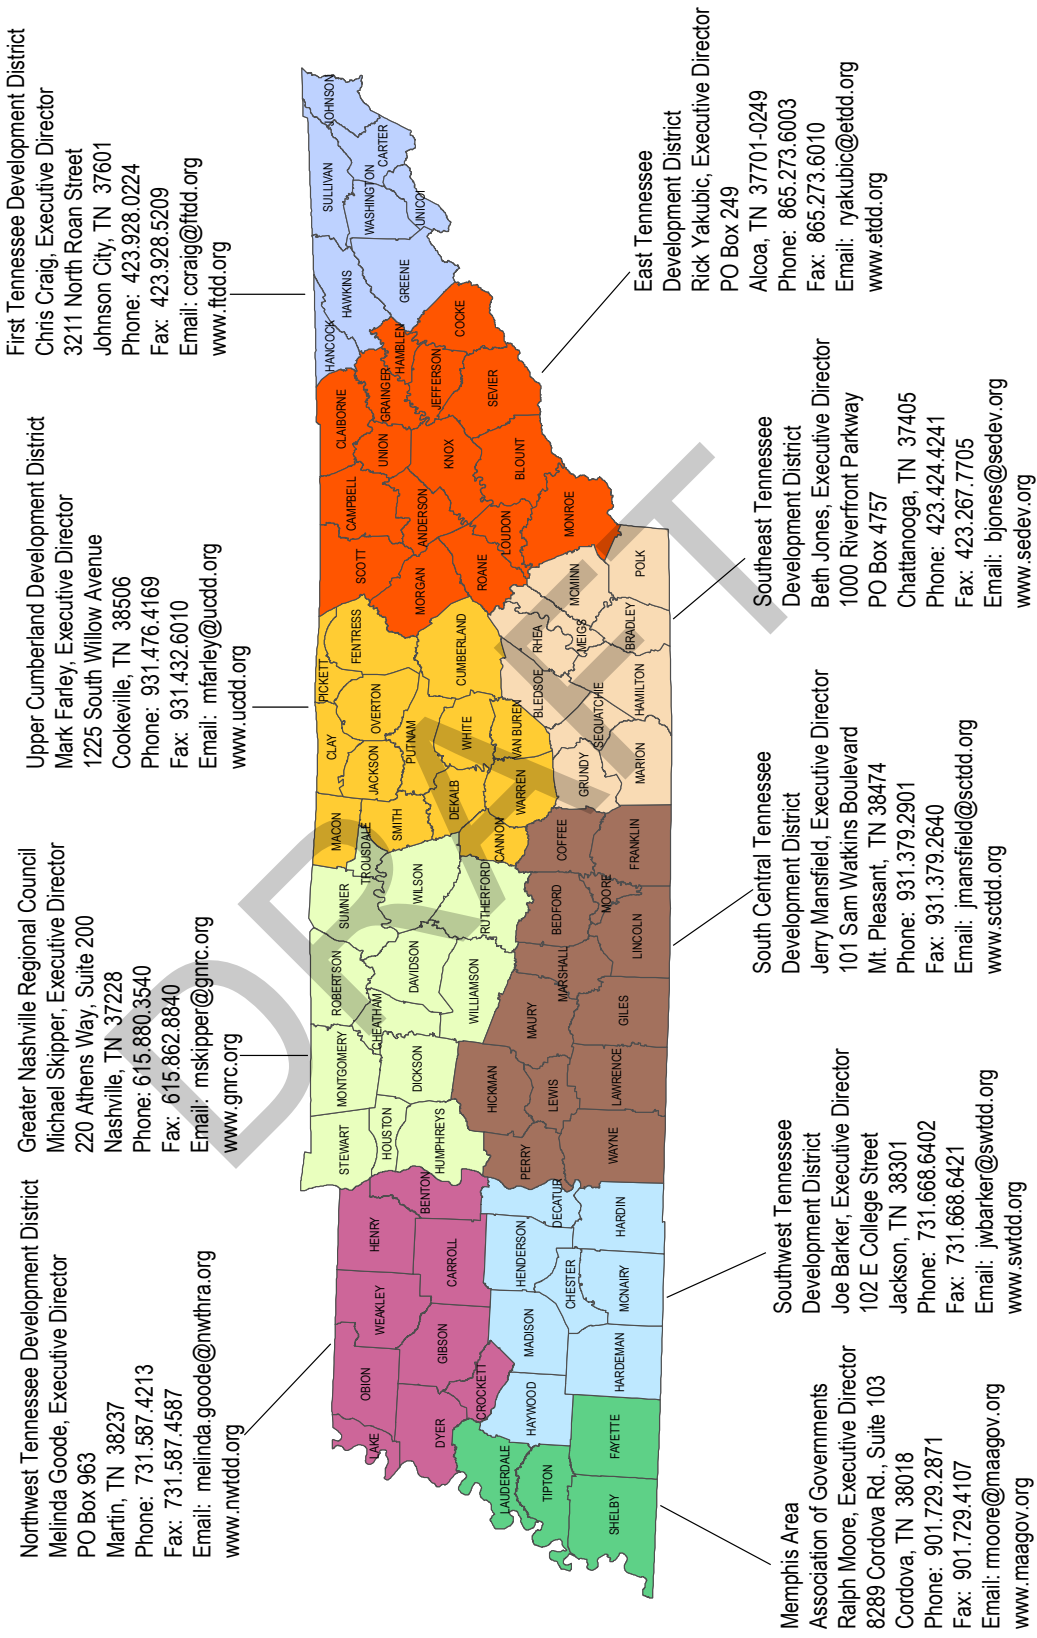 Northwest Tennessee Development District
Melinda Goode, Executive Director
PO Box 963
Martin, TN 38237
Phone: 731.587.4213
Fax: 731.587.4587
Email: melinda.goode@nwthra.org
www.nwtdd.org
Greater Nashville Regional Council
Michael Skipper, Executive Director
220 Athens Way, Suite 200
Nashville, TN 37228
Phone: 615.880.3540
Fax: 615.862.8840
Email: mskipper@gnrc.org
www.gnrc.org
Upper Cumberland Development District
Mark Farley, Executive Director
1225 South Willow Avenue
Cookeville, TN 38506
Phone: 931.476.4169
Fax: 931.432.6010
Email: mfarley@ucdd.org
www.ucdd.org
First Tennessee Development District
Chris Craig, Executive Director
3211 North Roan Street
Johnson City, TN 37601
Phone: 423.928.0224
Fax: 423.928.5209
Email: ccraig@ftdd.org
www.ftdd.org
LAKE
OBION
WEAKLEY
HENRY
BENTON
DYER
GIBSON
CARROLL
CROCKETT
LAUDERDALE
TIPTON
SHELBY
FAYETTE
HAYWOOD
MADISON
HENDERSON
DECATUR
CHESTER
HARDEMAN
MCNAIRY
HARDIN
STEWART
MONTGOMERY
ROBERTSON
SUMNER
TROUSDALE
HOUSTON
CHEATHAM
DICKSON
DAVIDSON
WILSON
HUMPHREYS
WILLIAMSON
RUTHERFORD
PERRY
HICKMAN
MAURY
MARSHALL
BEDFORD
COFFEE
LEWIS
MOORE
WAYNE
LAWRENCE
GILES
LINCOLN
FRANKLIN
MACON
CLAY
PICKETT
FENTRESS
SMITH
JACKSON
OVERTON
PUTNAM
DEKALB
WHITE
CUMBERLAND
CANNON
WARREN
VAN BUREN
GRUNDY
SEQUATCHIE
BLEDSOE
RHEA
MEIGS
MCMINN
MARION
HAMILTON
BRADLEY
POLK
SCOTT
CAMPBELL
CLAIBORNE
MORGAN
ANDERSON
UNION
GRAINGER
HAMBLEN
ROANE
LOUDON
KNOX
JEFFERSON
COCKE
MONROE
BLOUNT
SEVIER
HANCOCK
HAWKINS
SULLIVAN
JOHNSON
GREENE
WASHINGTON
CARTER
UNICOI
DRAFT
Memphis Area
Association of Governments
Ralph Moore, Executive Director
8289 Cordova Rd., Suite 103
Cordova, TN 38018
Phone: 901.729.2871
Fax: 901.729.4107
Email: rmoore@maagov.org
www.maagov.org
Southwest Tennessee
Development District
Joe Barker, Executive Director
102 E College Street
Jackson, TN 38301
Phone: 731.668.6402
Fax: 731.668.6421
Email: jwbarker@swtdd.org
www.swtdd.org
South Central Tennessee
Development District
Jerry Mansfield, Executive Director
101 Sam Watkins Boulevard
Mt. Pleasant, TN 38474
Phone: 931.379.2901
Fax: 931.379.2640
Email: jmansfield@sctdd.org
www.sctdd.org
Southeast Tennessee
Development District
Beth Jones, Executive Director
1000 Riverfront Parkway
PO Box 4757
Chattanooga, TN 37405
Phone: 423.424.4241
Fax: 423.267.7705
Email: bjones@sedev.org
www.sedev.org
East Tennessee
Development District
Rick Yakubic, Executive Director
PO Box 249
Alcoa, TN 37701-0249
Phone: 865.273.6003
Fax: 865.273.6010
Email: ryakubic@etdd.org
www.etdd.org